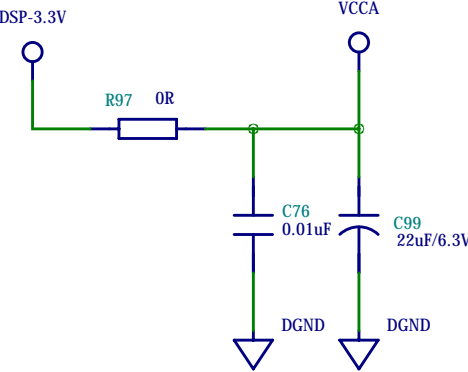 DSP-3.3V
VCCA
R97 0R
C76
0.01uF
C99
22uF/6.3V
DGND
DGND